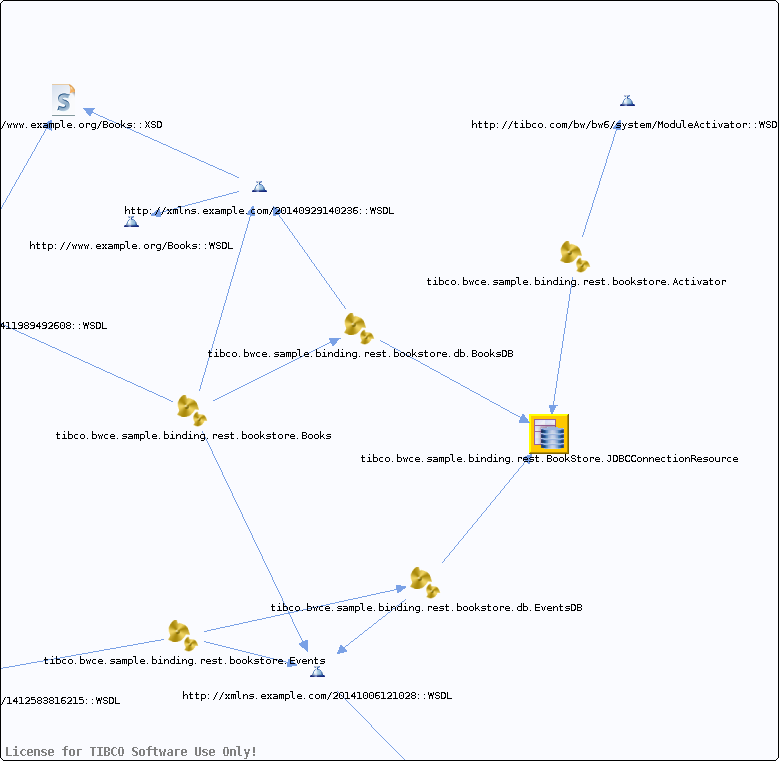 /www.example.org/Books::XSD
http://tibco.com/bw/bw6/system/ModuleActivator::WSD
http://xmlns.example.com/20140929140236::WSDL
http://www.example.org/Books::WSDL
tibco.bwce.sample.binding.rest.bookstore.Activator
411989492608::WSDL
tibco.bwce.sample.binding.rest.bookstore.db.BooksDB
tibco.bwce.sample.binding.rest.bookstore.Books
tibco.bwce.sample.binding.rest.BookStore.JDBCConnectionResource
tibco.bwce.sample.binding.rest.bookstore.db.EventsDB
tibco.bwce.sample.binding.rest.bookstore.Events
http://xmlns.example.com/20141006121028::WSDL
/1412583816215::WSDL
License for TIBCO Software Use Only!